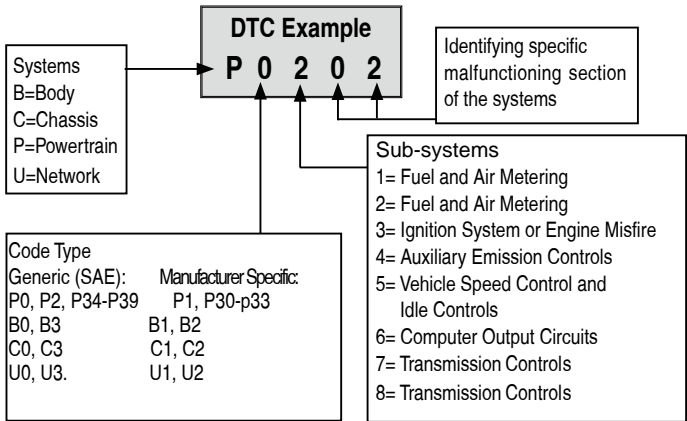 DTC Example
P 0 2 0 2
Systems
B=Body
C=Chassis
P=Powertrain
U=Network
Identifying specific
malfunctioning section
of the systems
Sub-systems
1= Fuel and Air Metering
2= Fuel and Air Metering
3= Ignition System or Engine Misfire
4= Auxiliary Emission Controls
5= Vehicle Speed Control and
Idle Controls
6= Computer Output Circuits
7= Transmission Controls
8= Transmission Controls
Code Type
Generic (SAE): Manufacturer Specific:
P0, P2, P34-P39 P1, P30-p33
B0, B3 B1, B2
C0, C3 C1, C2
U0, U3. U1, U2